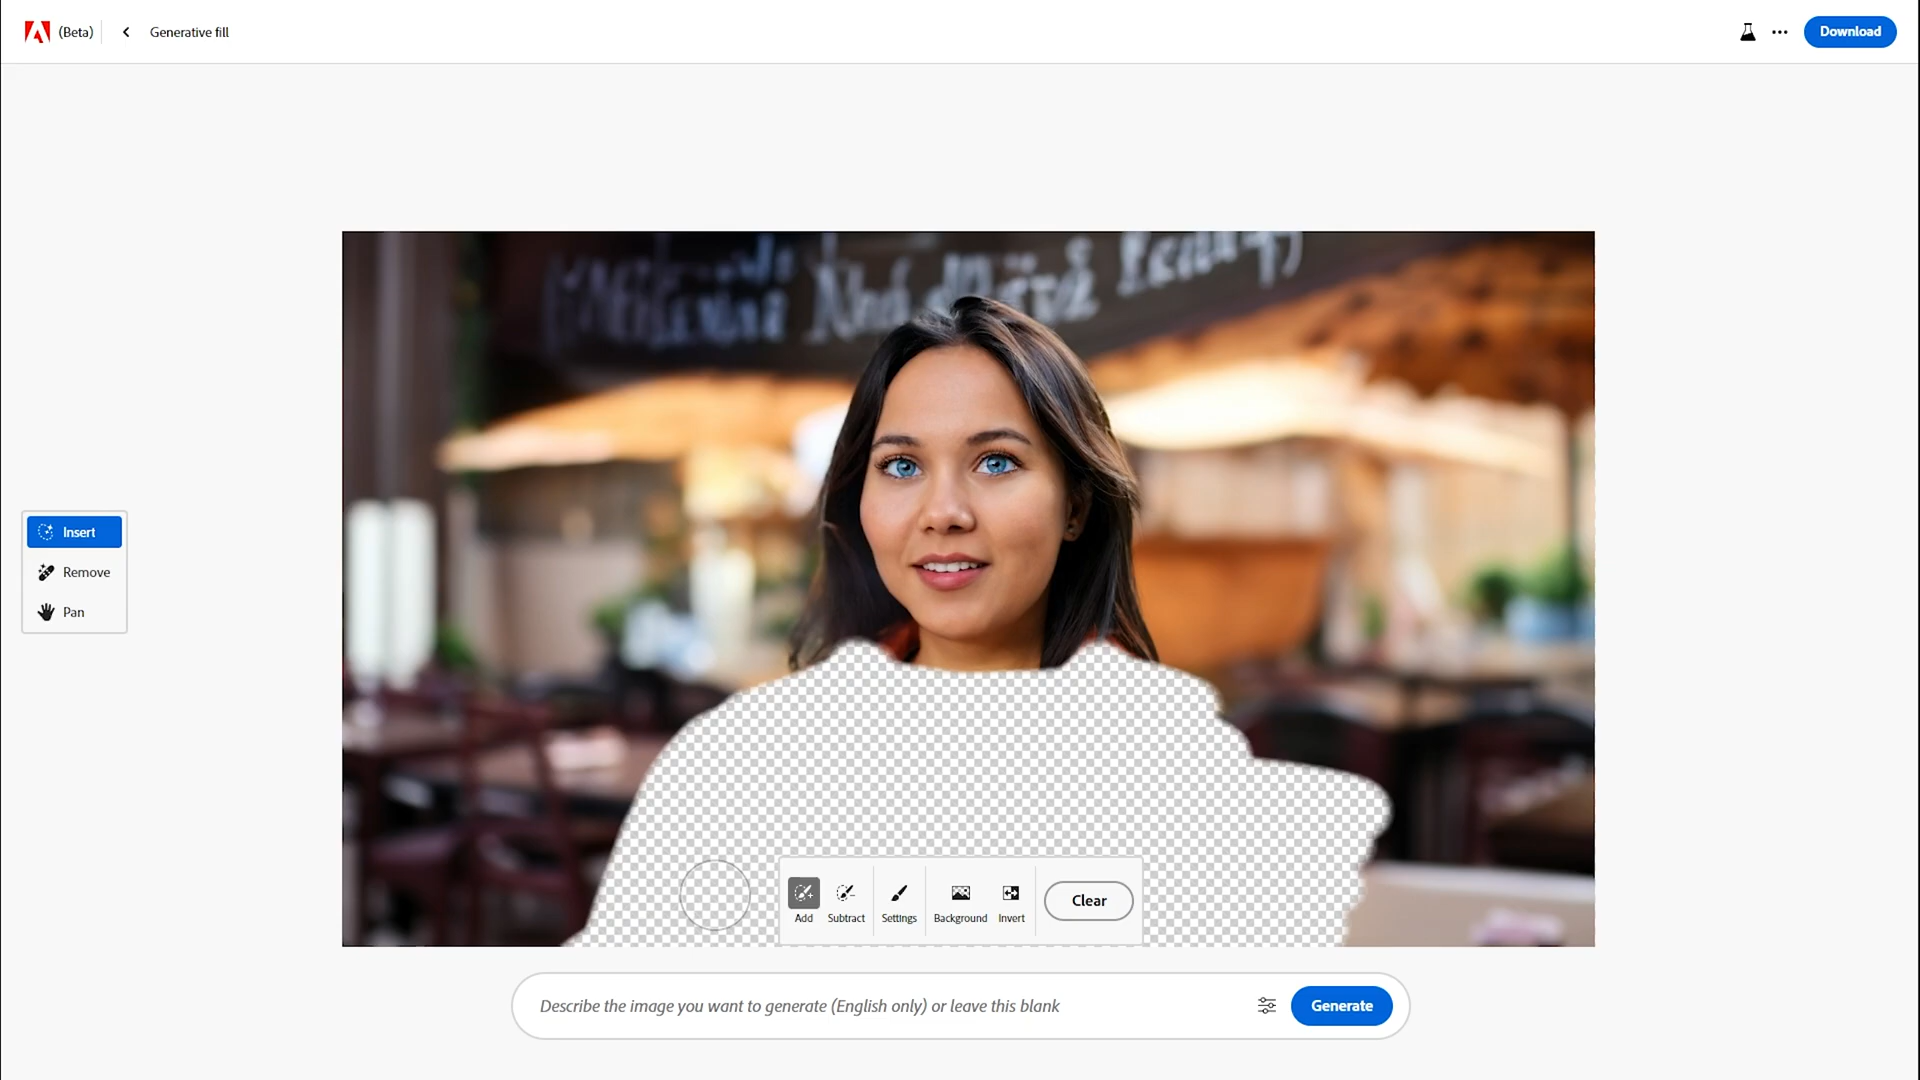 (Beta)
Generative fill
Download
Insert
Remove
Pan
Add
Subtract
Settings
Background
Invert
Clear
Describe the image you want to generate (English only) or leave this blank
Generate